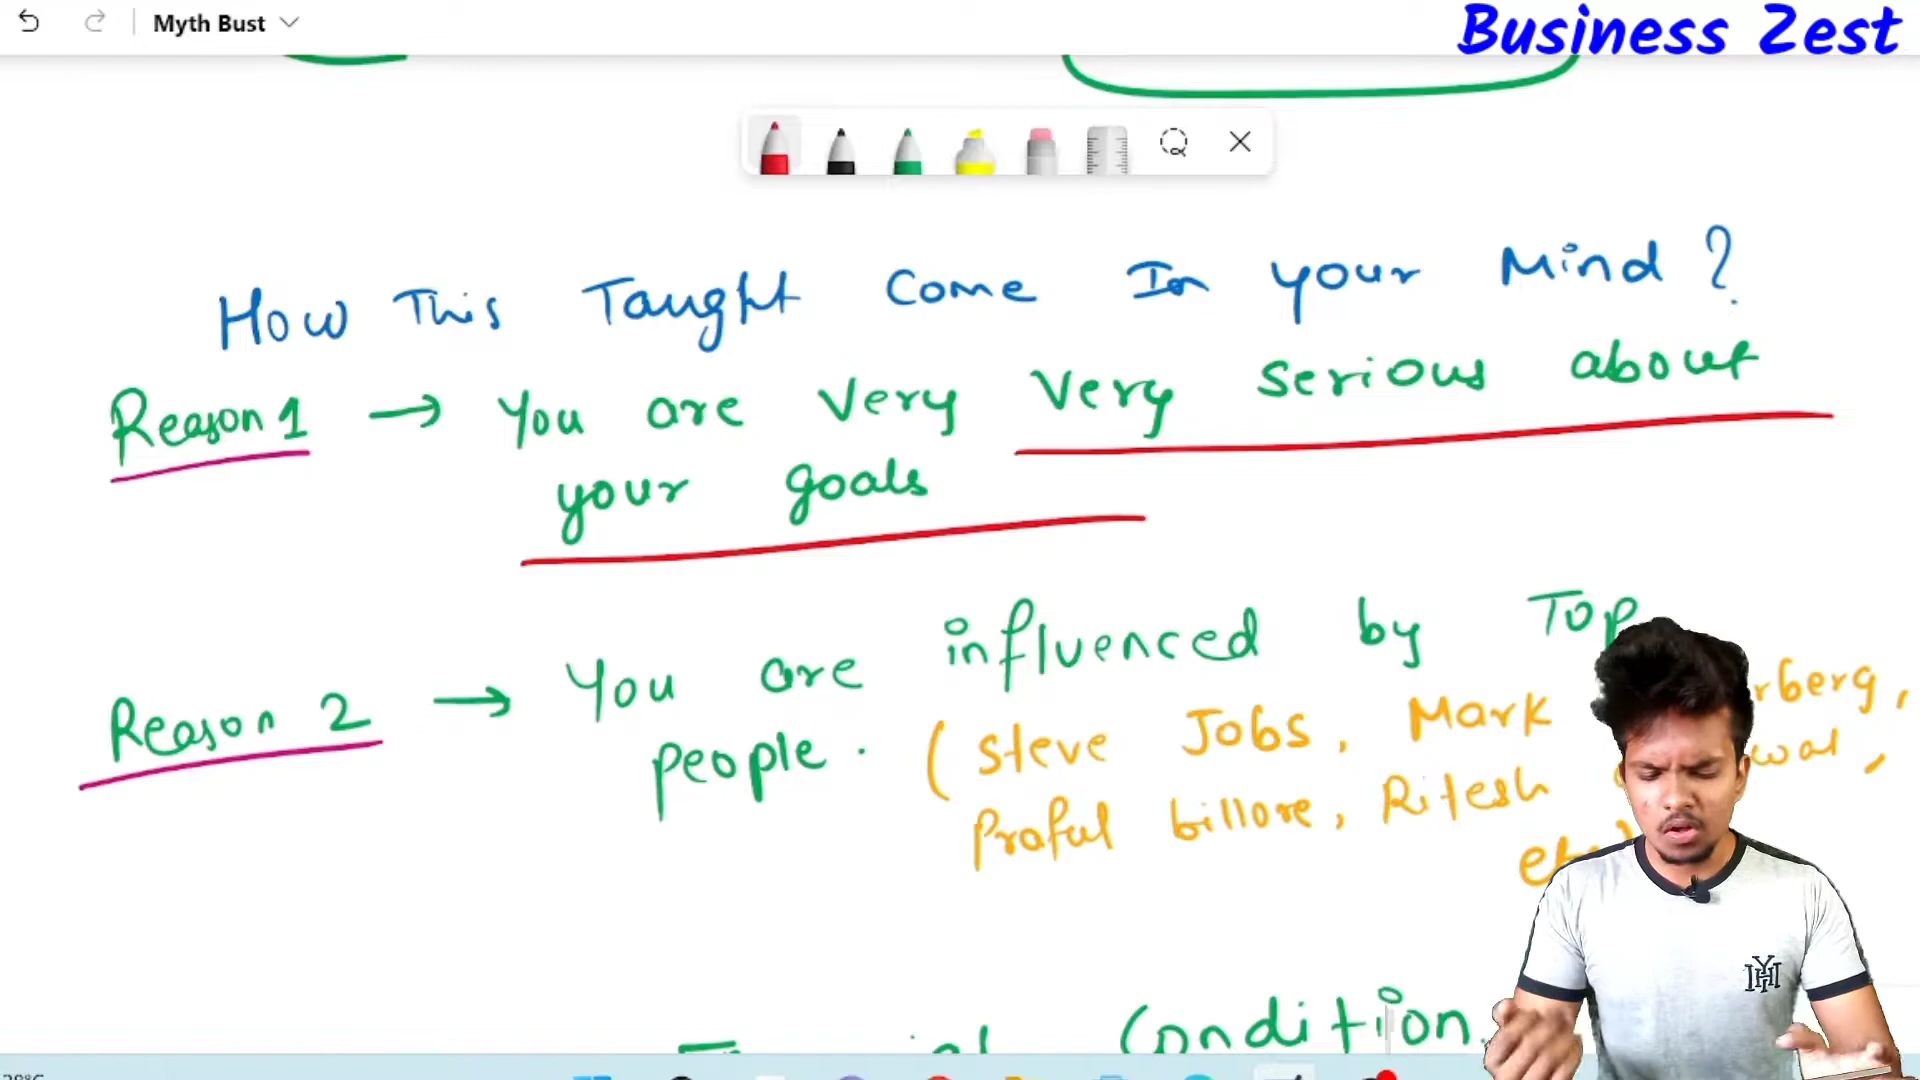 Myth Bust
Business Zest
How This Taught Come In your Mind?
Reason 1 → You are Very Very serious about
your goals
Reason 2 → You are influenced by Top
people. (Steve Jobs, Mark
Praful billore, Ritesh
Condition